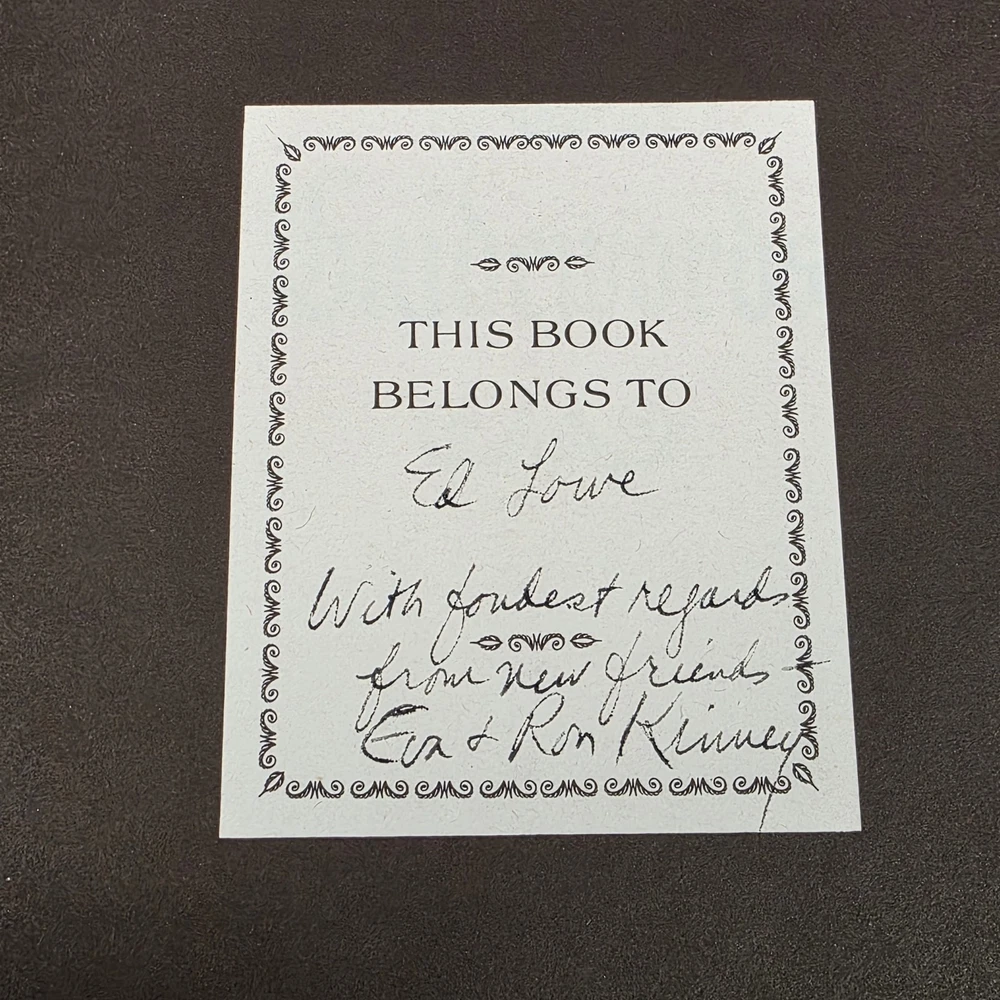 THIS BOOK
BELONGS TO
Ed Lowe
With fondest regards
from new friends -
Eva & Ron Kinney